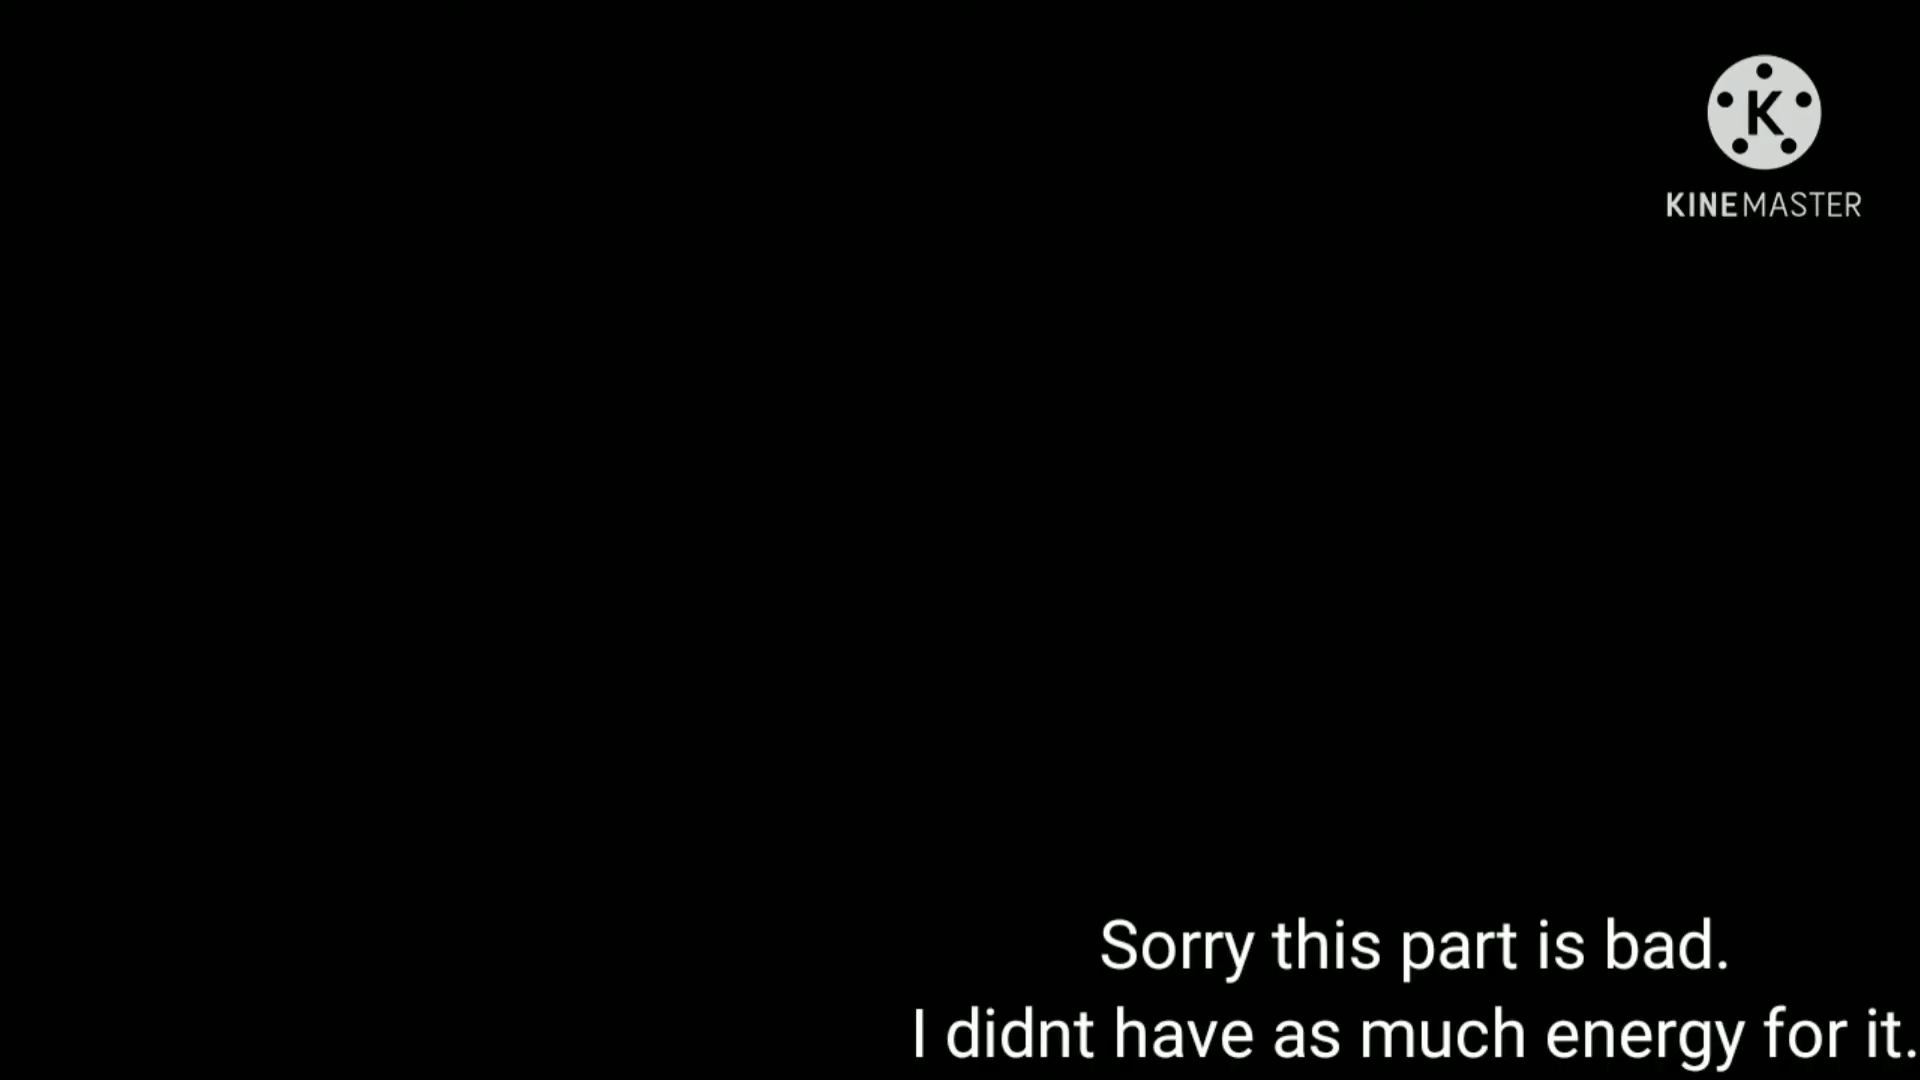 K
KINEMASTER
Sorry this part is bad.
I didnt have as much energy for it.